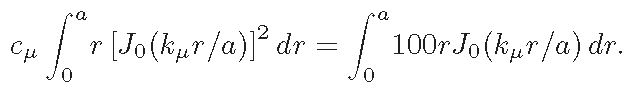 c_μ ∫_0^a r [J_0(k_μ r/a)]^2 dr = ∫_0^a 100r J_0(k_μ r/a) dr.